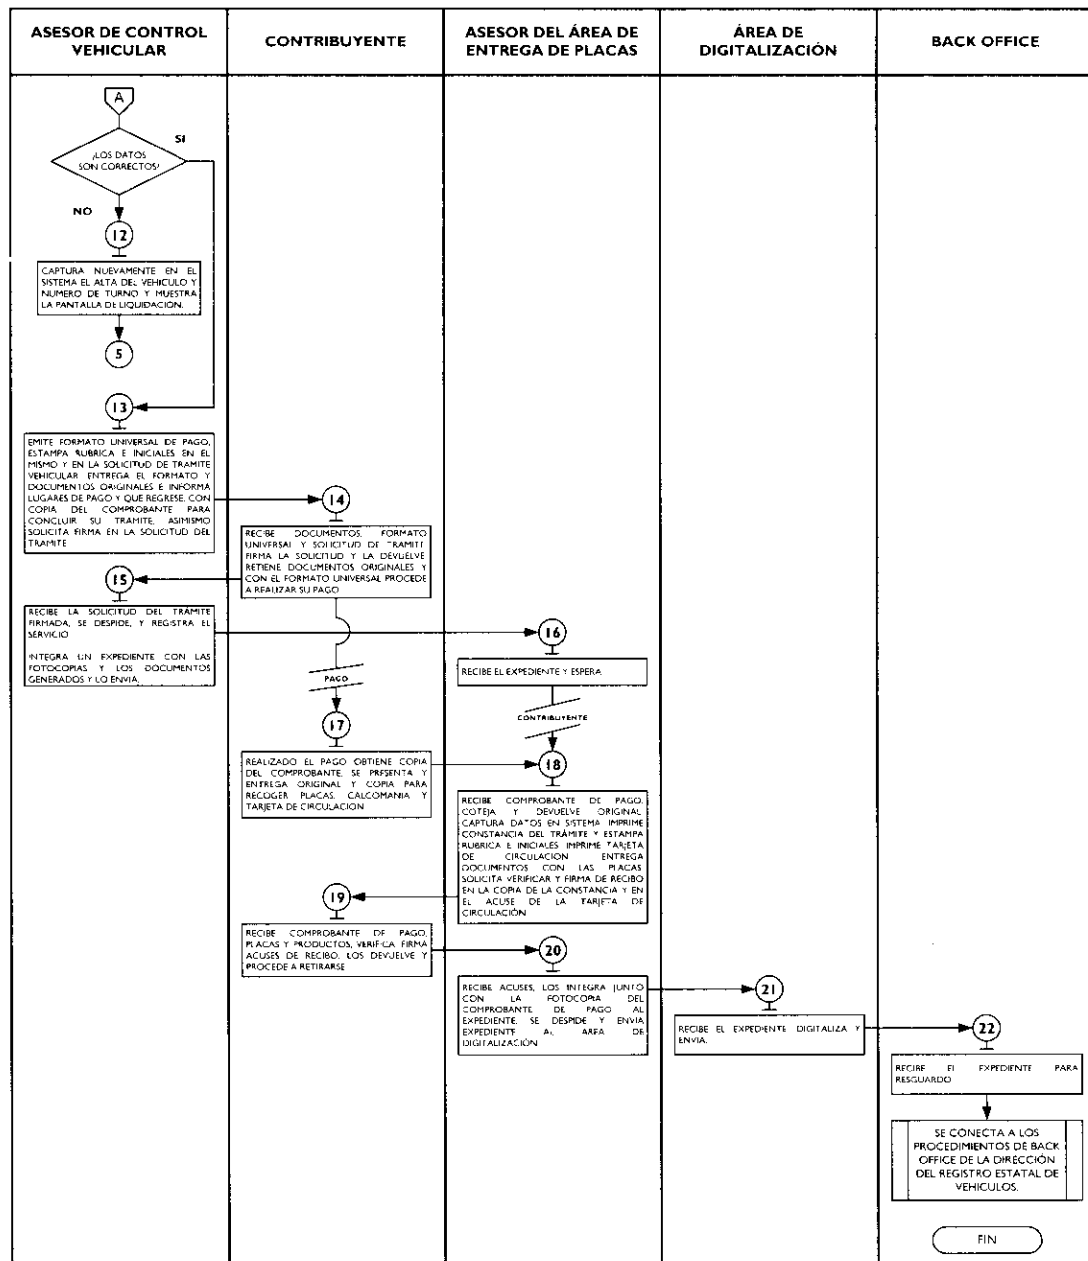 ASESOR DE CONTROL
VEHICULAR
CONTRIBUYENTE
ASESOR DEL ÁREA DE
ENTREGA DE PLACAS
ÁREA DE
DIGITALIZACIÓN
BACK OFFICE
A
¿LOS DATOS
SON CORRECTOS?
SI
NO
12
CAPTURA NUEVAMENTE EN EL
SISTEMA EL ALTA DEL VEHICULO Y
NUMERO DE TURNO Y MUESTRA
LA PANTALLA DE LIQUIDACIÓN.
5
13
EMITE FORMATO UNIVERSAL DE PAGO,
ESTAMPA RUBRICA E INICIALES EN EL
MISMO Y EN LA SOLICITUD DE TRAMITE
VEHICULAR ENTREGA EL FORMATO Y
DOCUMENTOS ORIGINALES E INFORMA
LUGARES DE PAGO Y QUE REGRESE, CON
COPIA DEL COMPROBANTE PARA
CONCLUIR SU TRAMITE, ASIMISMO
SOLICITA FIRMA EN LA SOLICITUD DEL
TRAMITE
14
RECIBE DOCUMENTOS, FORMATO
UNIVERSAL Y SOLICITUD DE TRAMITE
FIRMA LA SOLICITUD Y LA DEVUELVE
RETIENE DOCUMENTOS ORIGINALES Y
CON EL FORMATO UNIVERSAL PROCEDE
A REALIZAR SU PAGO
15
RECIBE LA SOLICITUD DEL TRÁMITE
FIRMADA, SE DESPIDE, Y REGISTRA EL
SERVICIO
INTEGRA UN EXPEDIENTE CON LAS
FOTOCOPIAS Y LOS DOCUMENTOS
GENERADOS Y LO ENVIA.
16
RECIBE EL EXPEDIENTE Y ESPERA
PAGO
CONTRIBUYENTE
17
REALIZADO EL PAGO OBTIENE COPIA
DEL COMPROBANTE, SE PRESENTA Y
ENTREGA ORIGINAL Y COPIA PARA
RECOGER PLACAS, CALCOMANIA Y
TARJETA DE CIRCULACION
18
RECIBE COMPROBANTE DE PAGO,
COTEJA Y DEVUELVE ORIGINAL
CAPTURA DATOS EN SISTEMA IMPRIME
CONSTANCIA DEL TRÁMITE Y ESTAMPA
RUBRICA E INICIALES IMPRIME TARJETA
DE CIRCULACION ENTREGA
DOCUMENTOS CON LAS PLACAS
SOLICITA VERIFICAR Y FIRMA DE RECIBO
EN LA COPIA DE LA CONSTANCIA Y EN
EL ACUSE DE LA TARJETA DE
CIRCULACIÓN
19
RECIBE COMPROBANTE DE PAGO,
PLACAS Y PRODUCTOS, VERIFICA, FIRMA
ACUSES DE RECIBO, LOS DEVUELVE Y
PROCEDE A RETIRARSE
20
RECIBE ACUSES, LOS INTEGRA JUNTO
CON LA FOTOCOPIA DEL
COMPROBANTE DE PAGO AL
EXPEDIENTE, SE DESPIDE Y ENVIA
EXPEDIENTE AL AREA DE
DIGITALIZACIÓN
21
RECIBE EL EXPEDIENTE DIGITALIZA Y
ENVIA.
22
RECIBE EL EXPEDIENTE PARA
RESGUARDO
SE CONECTA A LOS
PROCEDIMIENTOS DE BACK
OFFICE DE LA DIRECCIÓN
DEL REGISTRO ESTATAL DE
VEHICULOS.
FIN